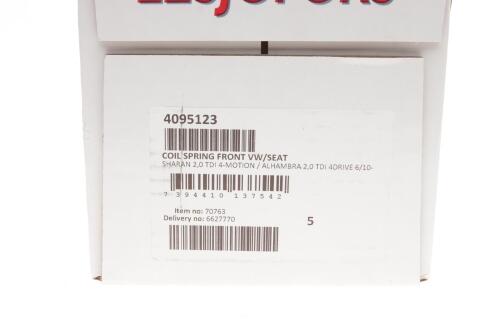 4095123
COIL SPRING FRONT VW/SEAT
SHARAN 2,0 TDI 4-MOTION / ALHAMBRA 2,0 TDI 4DRIVE 6/10-
7 394410 137542
Item no: 70763
Delivery no: 6627770
5